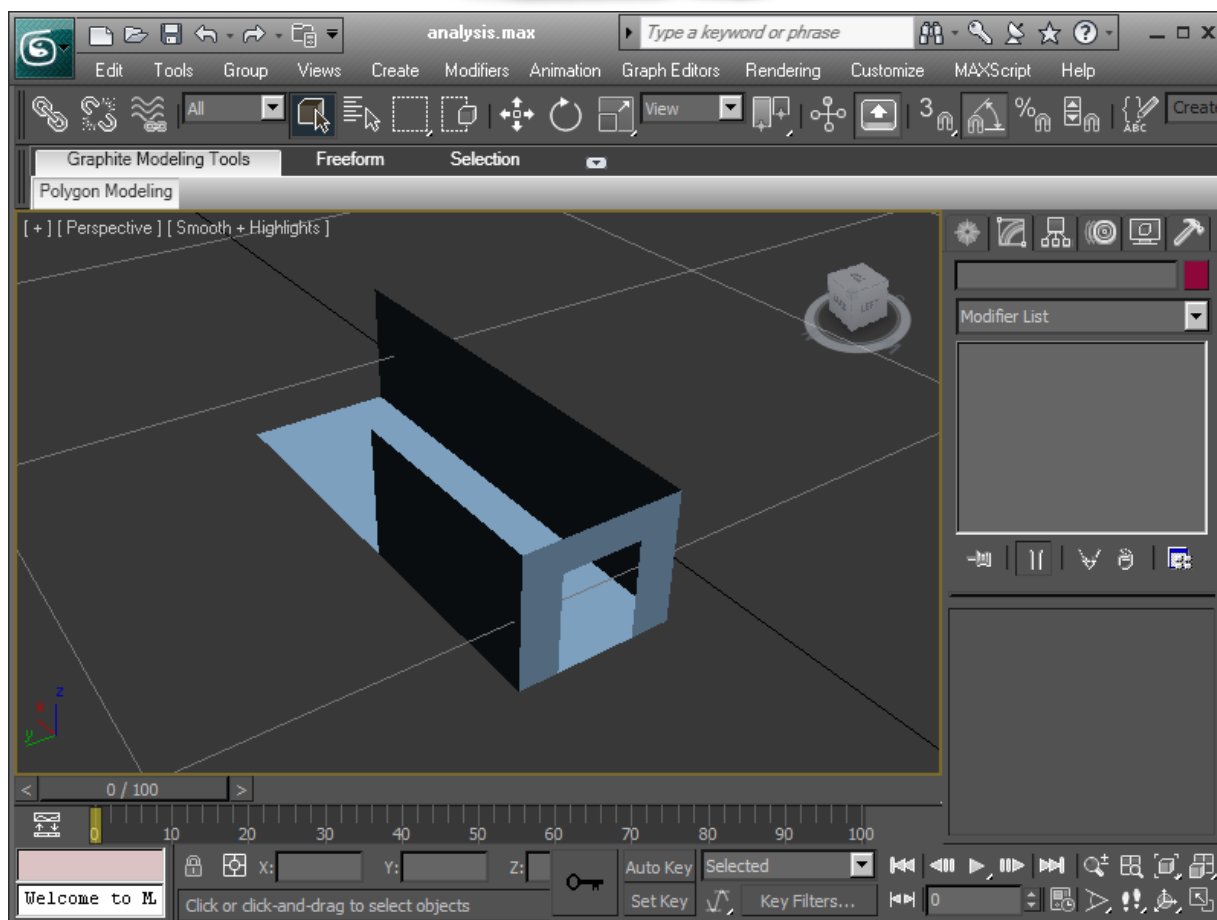 analysis.max
Type a keyword or phrase
Edit Tools Group Views Create Modifiers Animation Graph Editors Rendering Customize MAXScript Help
All View 3 % ABC Create
Graphite Modeling Tools Freeform Selection
Polygon Modeling
[ + ] [ Perspective ] [ Smooth + Highlights ]
LEFT
Modifier List
z
x
y
< 0 / 100 >
0 10 20 30 40 50 60 70 80 90 100
X: Y: Z: Auto Key Selected
Welcome to M Click or click-and-drag to select objects Set Key Key Filters... 0